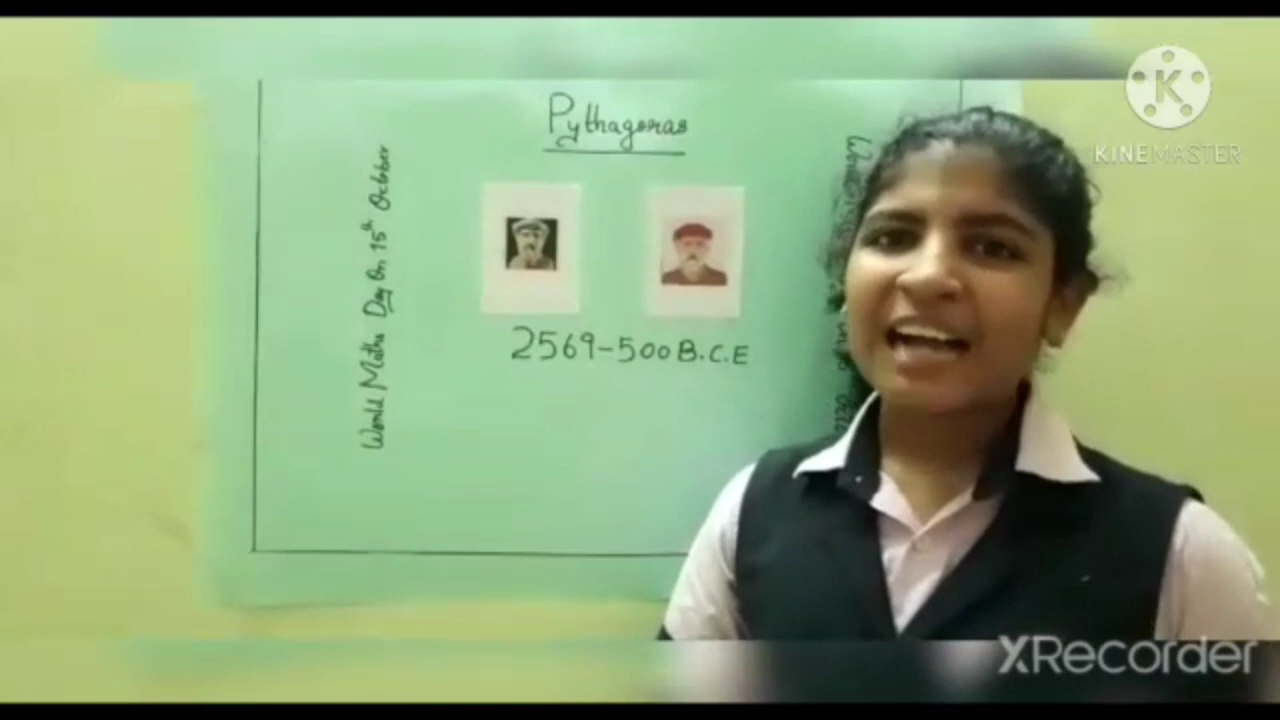 Pythagoras
World Maths Day On 15th October
2569-500 B.C.E
KINEMASTER
XRecorder